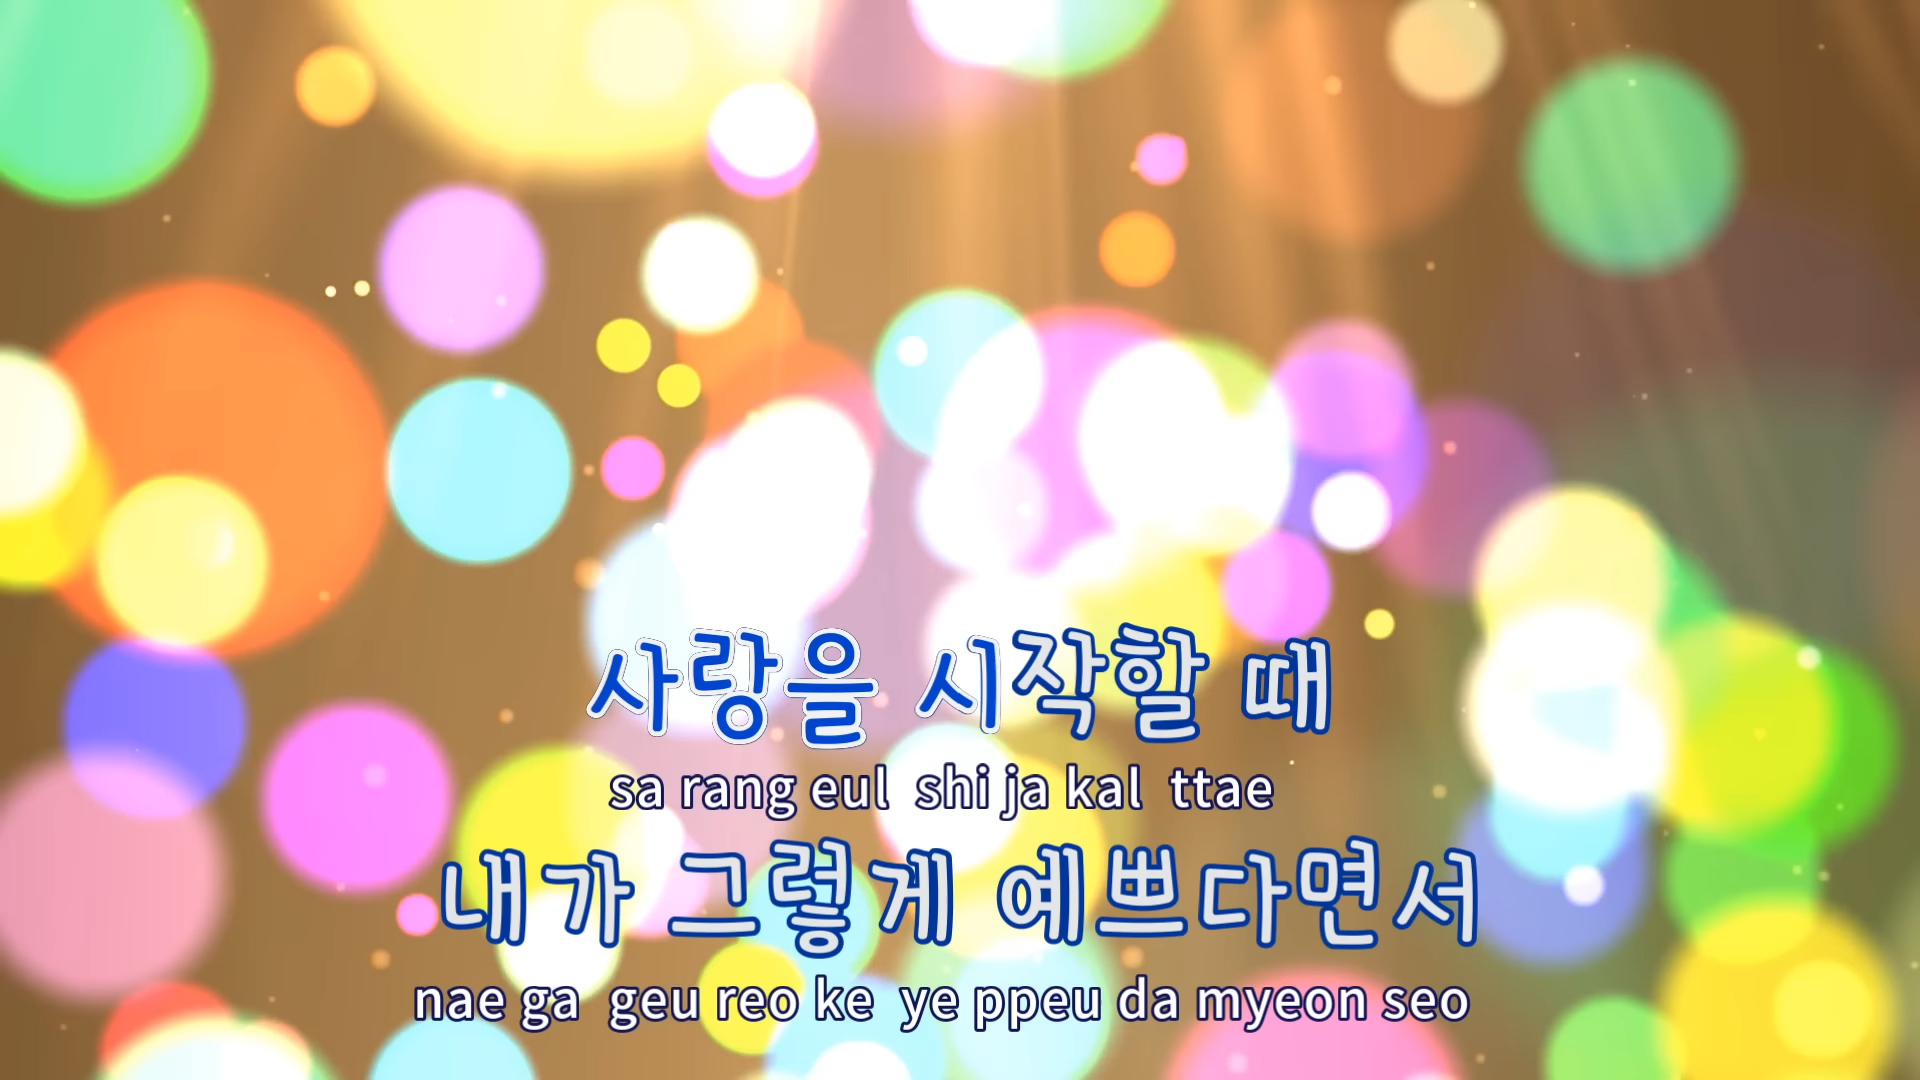 사랑을 시작할 때
sa rang eul shi ja kal ttae
내가 그렇게 예쁘다면서
nae ga geu reo ke ye ppeu da myeon seo